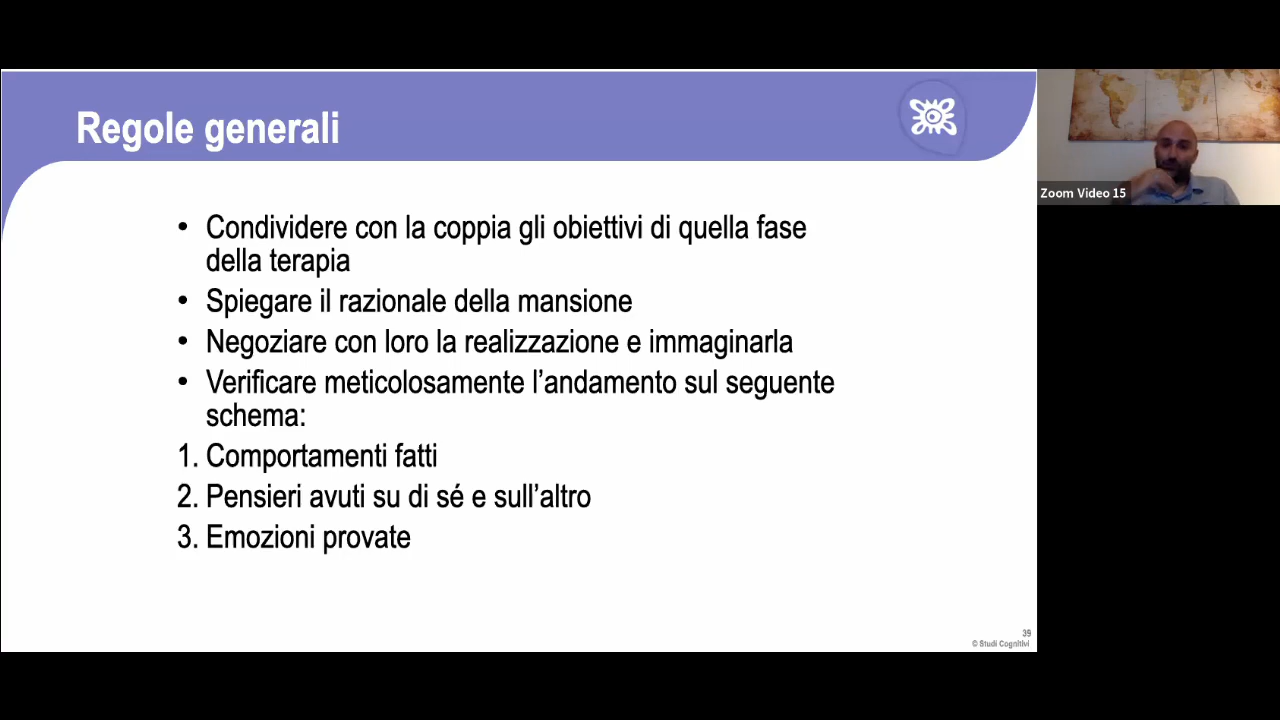 Regole generali
• Condividere con la coppia gli obiettivi di quella fase
della terapia
• Spiegare il razionale della mansione
• Negoziare con loro la realizzazione e immaginarla
• Verificare meticolosamente l’andamento sul seguente
schema:
1. Comportamenti fatti
2. Pensieri avuti su di sé e sull’altro
3. Emozioni provate
39
© Studi Cognitivi
Zoom Video 15